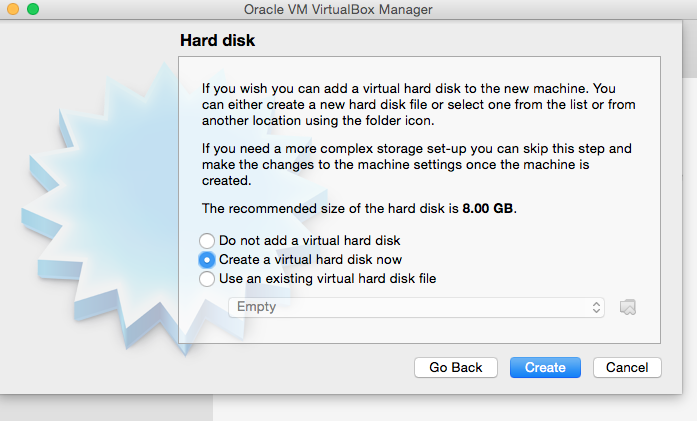 Oracle VM VirtualBox Manager
Hard disk
If you wish you can add a virtual hard disk to the new machine. You
can either create a new hard disk file or select one from the list or from
another location using the folder icon.
If you need a more complex storage set-up you can skip this step and
make the changes to the machine settings once the machine is
created.
The recommended size of the hard disk is 8.00 GB.
Do not add a virtual hard disk
Create a virtual hard disk now
Use an existing virtual hard disk file
Empty
Go Back Create Cancel